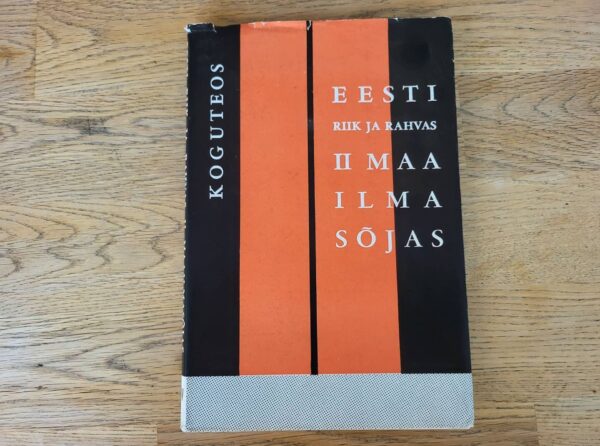 KOGUTEOS
EESTI
RIIK JA RAHVAS
II MAA
ILMA
SÕJAS